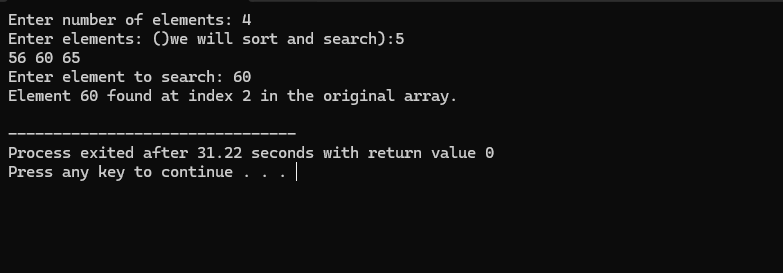 Enter number of elements: 4
Enter elements: ()we will sort and search):5
56 60 65
Enter element to search: 60
Element 60 found at index 2 in the original array.
--------------------------------
Process exited after 31.22 seconds with return value 0
Press any key to continue . . .